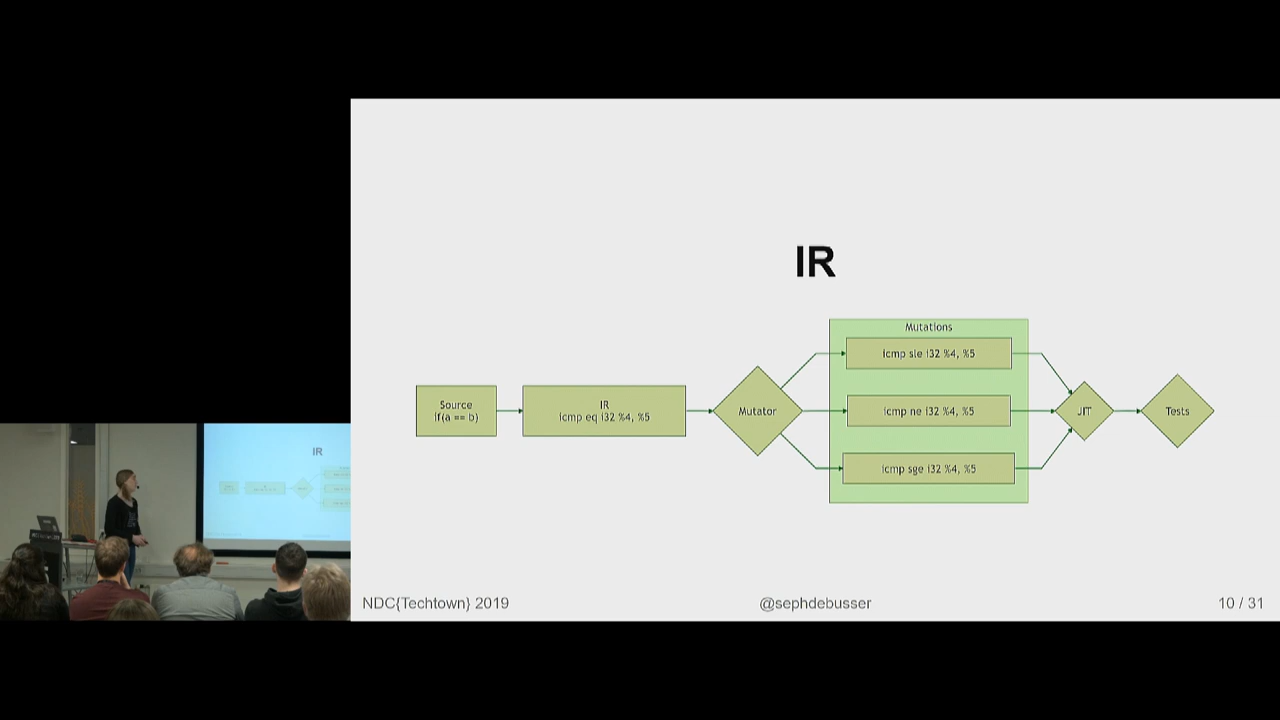 IR
Source
if(a == b)
IR
icmp eq i32 %4, %5
Mutator
Mutations
icmp sle i32 %4, %5
icmp ne i32 %4, %5
icmp sge i32 %4, %5
JIT
Tests
NDC{Techtown} 2019
@sephdebusser
10 / 31
IR